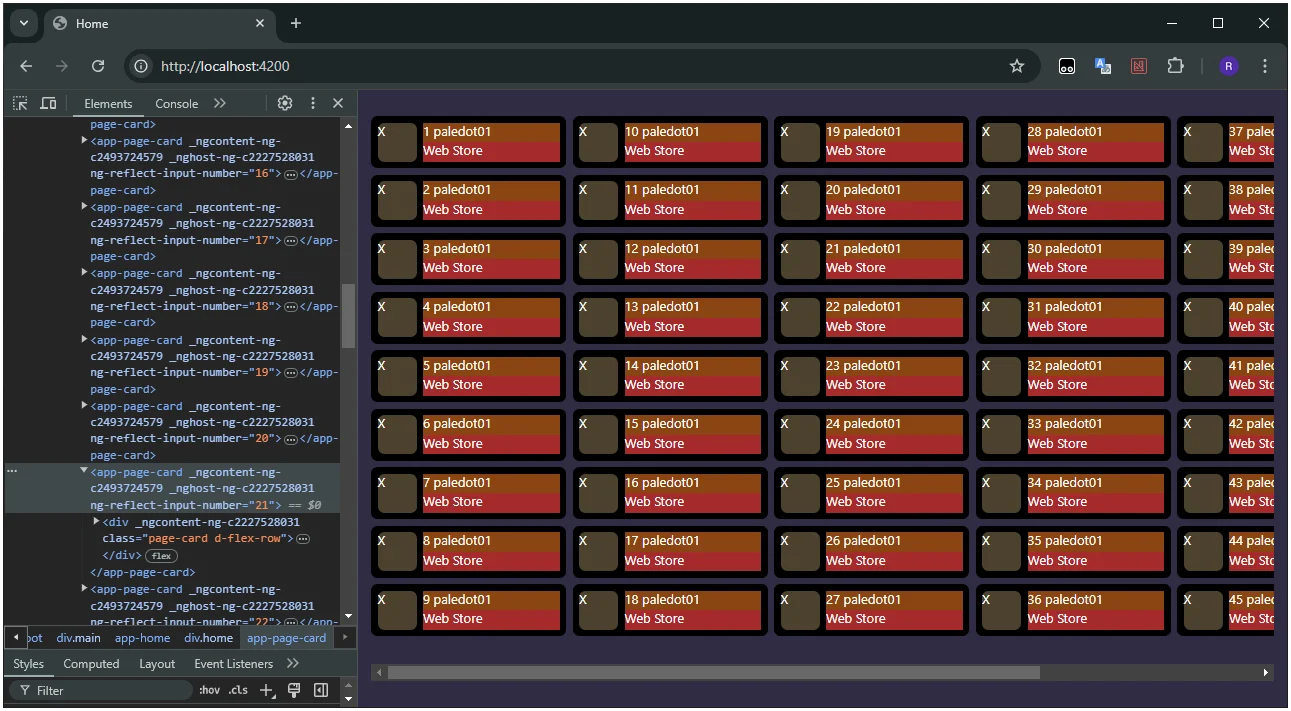 Home
http://localhost:4200
R
Elements
Console
page-card>
<app-page-card _ngcontent-ng-
c2493724579 _nghost-ng-c2227528031
ng-reflect-input-number="16">…</app-
page-card>
<app-page-card _ngcontent-ng-
c2493724579 _nghost-ng-c2227528031
ng-reflect-input-number="17">…</app-
page-card>
<app-page-card _ngcontent-ng-
c2493724579 _nghost-ng-c2227528031
ng-reflect-input-number="18">…</app-
page-card>
<app-page-card _ngcontent-ng-
c2493724579 _nghost-ng-c2227528031
ng-reflect-input-number="19">…</app-
page-card>
<app-page-card _ngcontent-ng-
c2493724579 _nghost-ng-c2227528031
ng-reflect-input-number="20">…</app-
page-card>
<app-page-card _ngcontent-ng-
c2493724579 _nghost-ng-c2227528031
ng-reflect-input-number="21"> == $0
<div _ngcontent-ng-c2227528031
class="page-card d-flex-row">…
</div> flex
</app-page-card>
<app-page-card _ngcontent-ng-
c2493724579 _nghost-ng-c2227528031
ng-reflect-input-number="22">…</app-
oot div.main app-home div.home app-page-card
Styles Computed Layout Event Listeners
Filter :hov .cls
X 1 paledot01
Web Store
X 2 paledot01
Web Store
X 3 paledot01
Web Store
X 4 paledot01
Web Store
X 5 paledot01
Web Store
X 6 paledot01
Web Store
X 7 paledot01
Web Store
X 8 paledot01
Web Store
X 9 paledot01
Web Store
X 10 paledot01
Web Store
X 11 paledot01
Web Store
X 12 paledot01
Web Store
X 13 paledot01
Web Store
X 14 paledot01
Web Store
X 15 paledot01
Web Store
X 16 paledot01
Web Store
X 17 paledot01
Web Store
X 18 paledot01
Web Store
X 19 paledot01
Web Store
X 20 paledot01
Web Store
X 21 paledot01
Web Store
X 22 paledot01
Web Store
X 23 paledot01
Web Store
X 24 paledot01
Web Store
X 25 paledot01
Web Store
X 26 paledot01
Web Store
X 27 paledot01
Web Store
X 28 paledot01
Web Store
X 29 paledot01
Web Store
X 30 paledot01
Web Store
X 31 paledot01
Web Store
X 32 paledot01
Web Store
X 33 paledot01
Web Store
X 34 paledot01
Web Store
X 35 paledot01
Web Store
X 36 paledot01
Web Store
X 37 paled
Web Sto
X 38 paled
Web Sto
X 39 paled
Web Sto
X 40 paled
Web Sto
X 41 paled
Web Sto
X 42 paled
Web Sto
X 43 paled
Web Sto
X 44 paled
Web Sto
X 45 paled
Web Sto